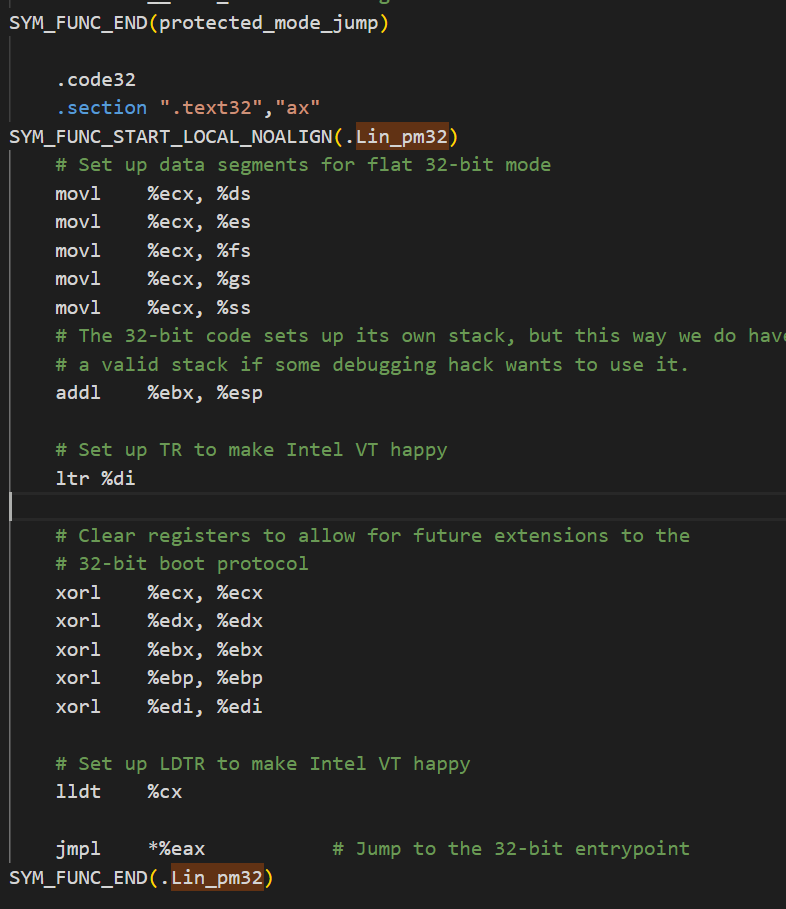 SYM_FUNC_END(protected_mode_jump)
.code32
.section ".text32","ax"
SYM_FUNC_START_LOCAL_NOALIGN(.Lin_pm32)
# Set up data segments for flat 32-bit mode
movl %ecx, %ds
movl %ecx, %es
movl %ecx, %fs
movl %ecx, %gs
movl %ecx, %ss
# The 32-bit code sets up its own stack, but this way we do have
# a valid stack if some debugging hack wants to use it.
addl %ebx, %esp
# Set up TR to make Intel VT happy
ltr %di
# Clear registers to allow for future extensions to the
# 32-bit boot protocol
xorl %ecx, %ecx
xorl %edx, %edx
xorl %ebx, %ebx
xorl %ebp, %ebp
xorl %edi, %edi
# Set up LDTR to make Intel VT happy
lldt %cx
jmpl *%eax # Jump to the 32-bit entrypoint
SYM_FUNC_END(.Lin_pm32)